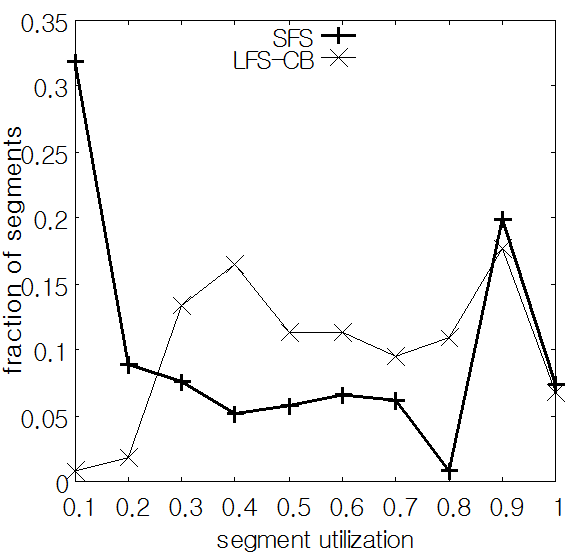 SFS
LFS-CB
0.35
0.3
0.25
0.2
0.15
0.1
0.05
0
fraction of segments
0.1 0.2 0.3 0.4 0.5 0.6 0.7 0.8 0.9 1
segment utilization